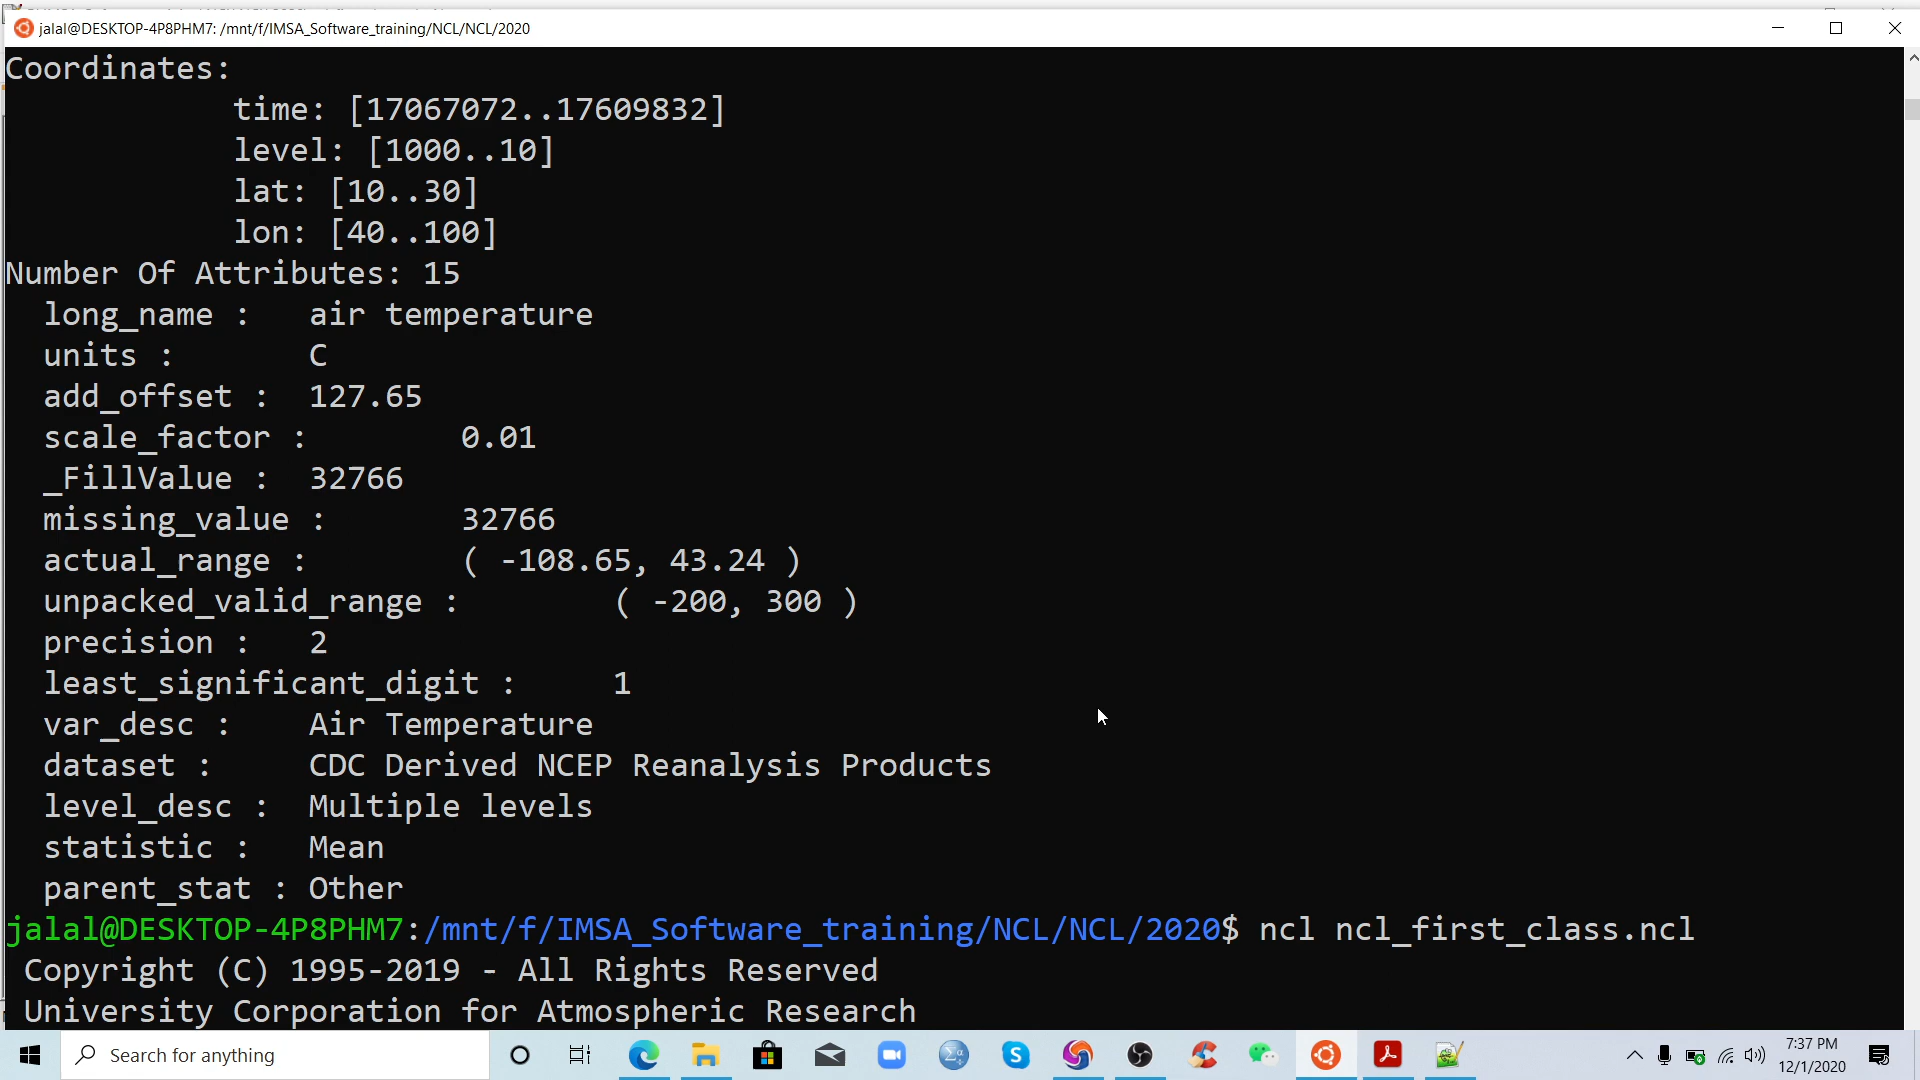 jalal@DESKTOP-4P8PHM7: /mnt/f/IMSA_Software_training/NCL/NCL/2020
Coordinates:
time: [17067072..17609832]
level: [1000..10]
lat: [10..30]
lon: [40..100]
Number Of Attributes: 15
long_name : air temperature
units : C
add_offset : 127.65
scale_factor : 0.01
_FillValue : 32766
missing_value : 32766
actual_range : ( -108.65, 43.24 )
unpacked_valid_range : ( -200, 300 )
precision : 2
least_significant_digit : 1
var_desc : Air Temperature
dataset : CDC Derived NCEP Reanalysis Products
level_desc : Multiple levels
statistic : Mean
parent_stat : Other
jalal@DESKTOP-4P8PHM7:/mnt/f/IMSA_Software_training/NCL/NCL/2020$ ncl ncl_first_class.ncl
Copyright (C) 1995-2019 - All Rights Reserved
University Corporation for Atmospheric Research
Search for anything
7:37 PM
12/1/2020